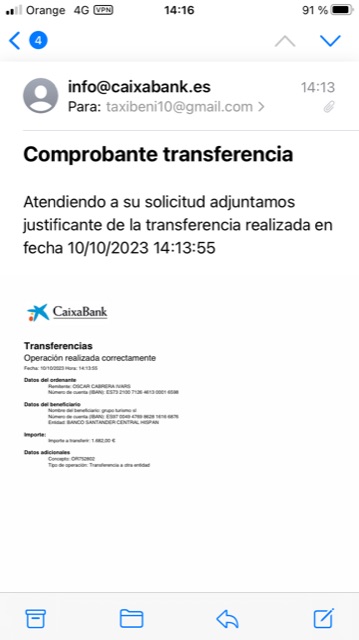 Orange 4G VPN 14:16 91 %
4
info@caixabank.es 14:13
Para: taxibeni10@gmail.com
Comprobante transferencia
Atendiendo a su solicitud adjuntamos
justificante de la transferencia realizada en
fecha 10/10/2023 14:13:55
CaixaBank
Transferencias
Operación realizada correctamente
Fecha: 10/10/2023 Hora: 14:13:55
Datos del ordenante
Remitente: OSCAR CABRERA IVARS
Número de cuenta (IBAN): ES73 2100 7126 4613 0001 6598
Datos del beneficiario
Nombre del beneficiario: grupo turismo sl
Número de cuenta (IBAN): ES97 0049 4789 8628 1616 6876
Entidad: BANCO SANTANDER CENTRAL HISPAN
Importe:
Importe a transferir: 1.682,00 €
Datos adicionales
Concepto: OR752802
Tipo de operación: Transferencia a otra entidad